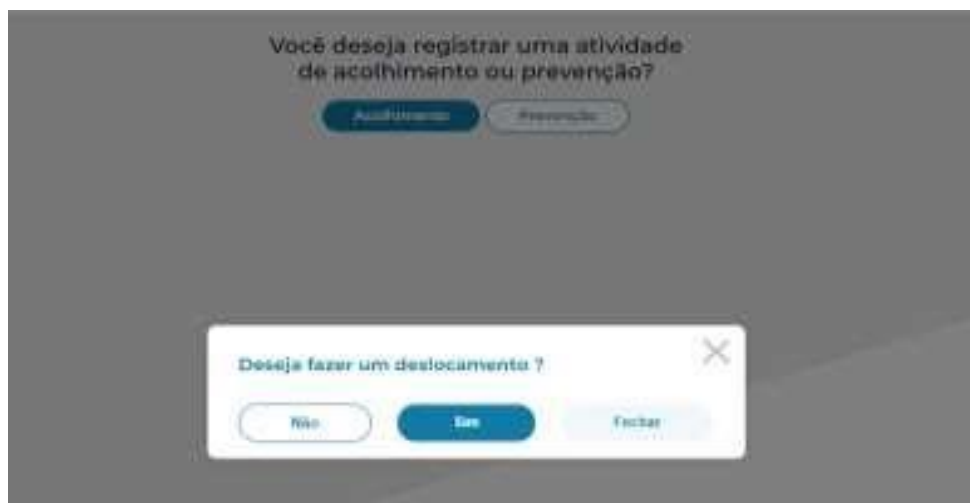 Você deseja registrar uma atividade
de acolhimento ou prevenção?
Acolhimento Prevenção
Deseja fazer um deslocamento ?
Não Sim Fechar